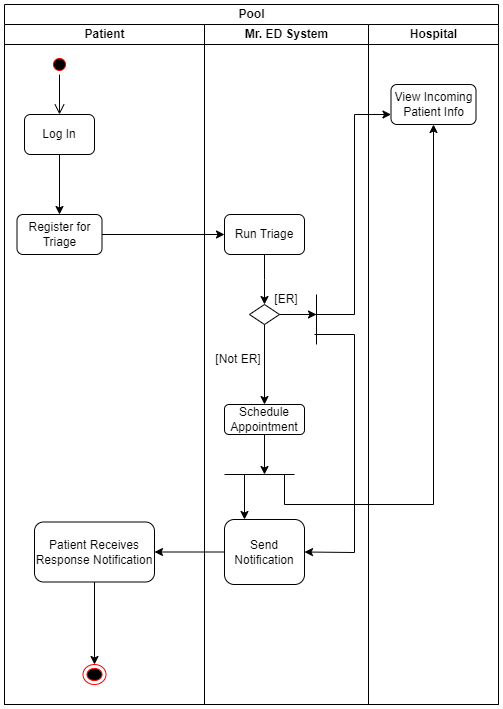 Pool
Patient
Mr. ED System
Hospital
View Incoming
Patient Info
Log In
Register for
Triage
Run Triage
[ER]
[Not ER]
Schedule
Appointment
Patient Receives
Response Notification
Send
Notification